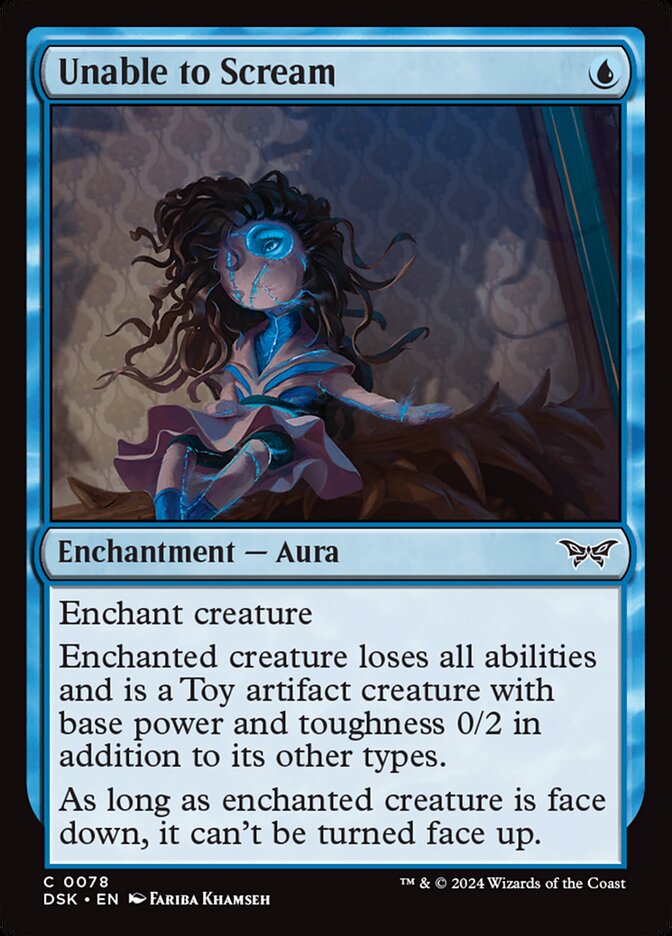 Unable to Scream
Enchantment — Aura
Enchant creature
Enchanted creature loses all abilities
and is a Toy artifact creature with
base power and toughness 0/2 in
addition to its other types.
As long as enchanted creature is face
down, it can't be turned face up.
C 0078
DSK • EN Fariba Khamseh
™ & © 2024 Wizards of the Coast